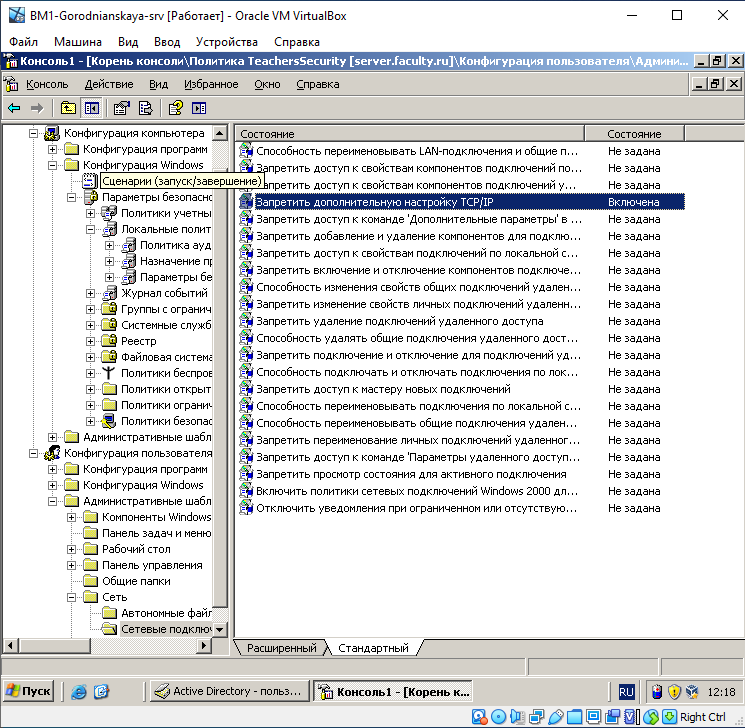 BM1-Gorodnianskaya-srv [Работает] - Oracle VM VirtualBox
Файл Машина Вид Ввод Устройства Справка
Консоль1 - [Корень консоли\Политика TeachersSecurity [server.faculty.ru]\Конфигурация пользователя\Админи...
Консоль Действие Вид Избранное Окно Справка
Конфигурация компьютера
Конфигурация программ
Конфигурация Windows
Сценарии (запуск/завершение)
Параметры безопасно
Политики учетны
Локальные полит
Политика ауд
Назначение пр
Параметры бе
Журнал событий
Группы с огранич
Системные служб
Реестр
Файловая система
Политики беспров
Политики открыт
Политики огранич
Политики безопас
Административные шабл
Конфигурация пользователя
Конфигурация программ
Конфигурация Windows
Административные шабл
Компоненты Windows
Панель задач и меню
Рабочий стол
Панель управления
Общие папки
Сеть
Автономные файл
Сетевые подключ
Состояние Состояние
Способность переименовывать LAN-подключения и общие п... Не задана
Запретить доступ к свойствам компонентов подключений по... Не задана
Запретить доступ к свойствам компонентов подключений у... Не задана
Запретить дополнительную настройку TCP/IP Включена
Запретить доступ к команде 'Дополнительные параметры' в ... Не задана
Запретить добавление и удаление компонентов для подклю... Не задана
Запретить доступ к свойствам подключений по локальной с... Не задана
Запретить включение и отключение компонентов подключе... Не задана
Способность изменения свойств общих подключений удален... Не задана
Запретить изменение свойств личных подключений удаленн... Не задана
Запретить удаление подключений удаленного доступа Не задана
Способность удалять общие подключения удаленного дост... Не задана
Запретить подключение и отключение для подключений уд... Не задана
Способность подключать и отключать подключения по лок... Не задана
Запретить доступ к мастеру новых подключений Не задана
Способность переименовывать подключения по локальной с... Не задана
Способность переименовывать общие подключения удален... Не задана
Запретить переименование личных подключений удаленног... Не задана
Запретить доступ к команде 'Параметры удаленного доступ... Не задана
Запретить просмотр состояния для активного подключения Не задана
Включить политики сетевых подключений Windows 2000 дл... Не задана
Отключить уведомления при ограниченном или отсутствую... Не задана
Расширенный Стандартный
Пуск Active Directory - польз... Консоль1 - [Корень к... RU 12:18
Right Ctrl